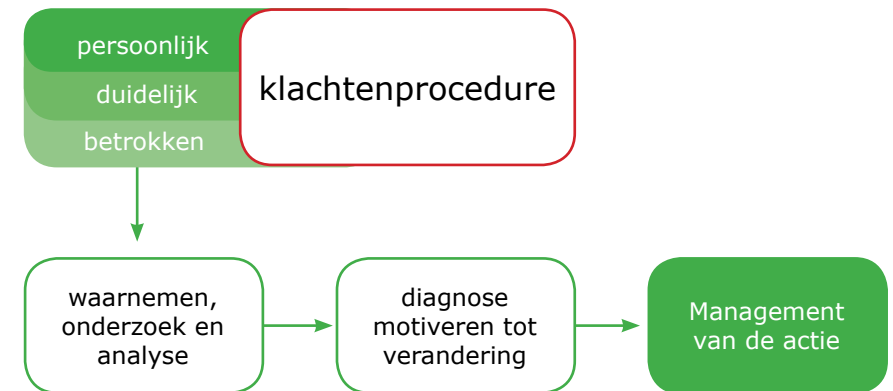 persoonlijk
duidelijk
betrokken
klachtenprocedure
waarnemen,
onderzoek en
analyse
diagnose
motiveren tot
verandering
Management
van de actie